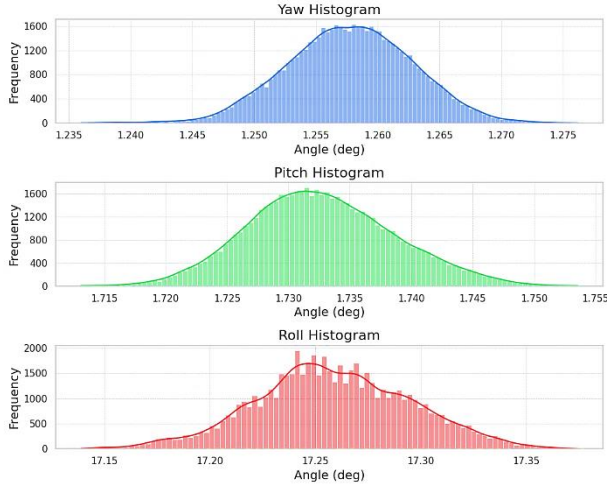 Yaw Histogram
1600
1200
800
400
0
Frequency
1.235 1.240 1.245 1.250 1.255 1.260 1.265 1.270 1.275
Angle (deg)
Pitch Histogram
1600
1200
800
400
0
Frequency
1.715 1.720 1.725 1.730 1.735 1.740 1.745 1.750 1.755
Angle (deg)
Roll Histogram
2000
1500
1000
500
0
Frequency
17.15 17.20 17.25 17.30 17.35
Angle (deg)